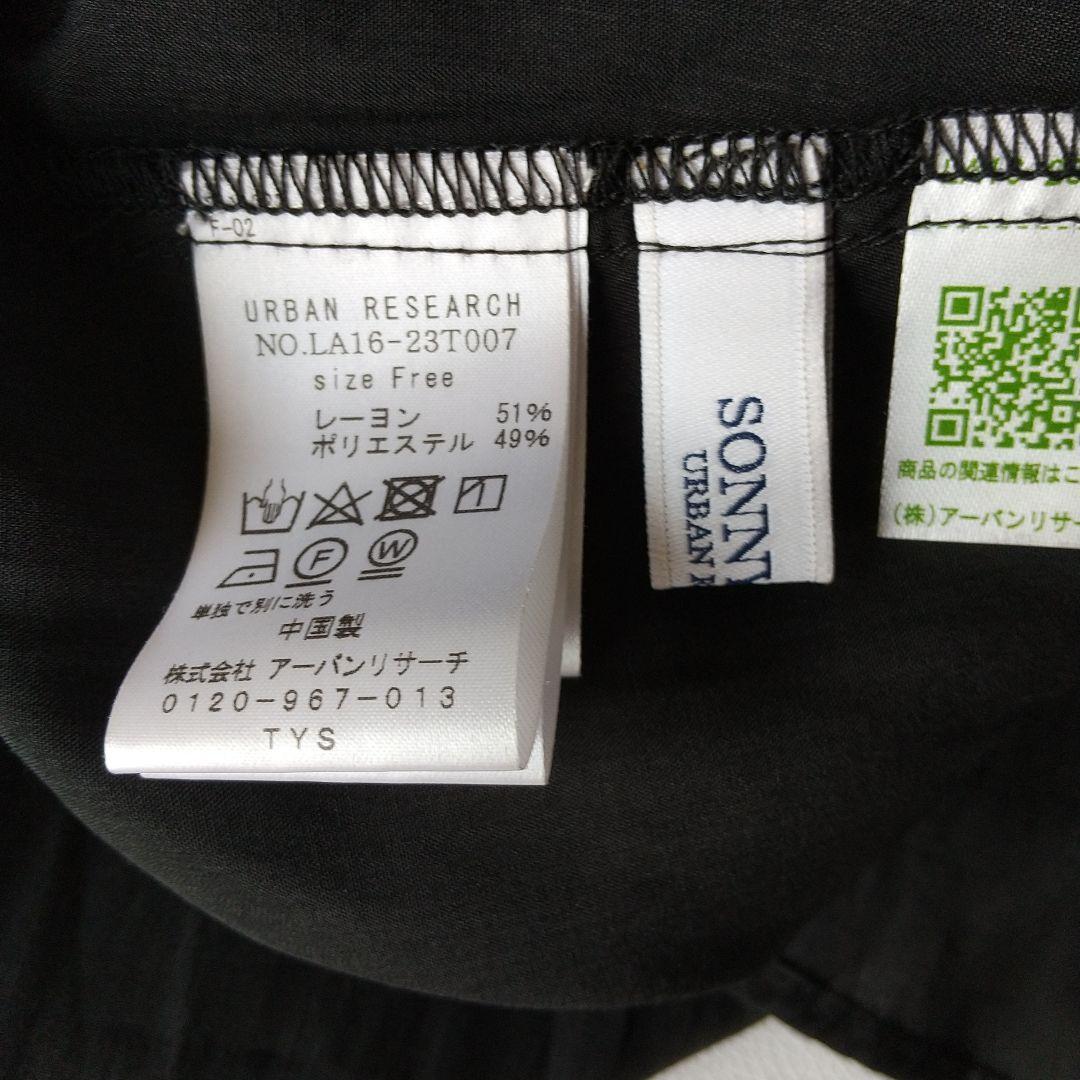 F-02
URBAN RESEARCH
NO.LA16-23T007
size Free
レーヨン 51%
ポリエステル 49%
F W
単独で別に洗う
中国製
株式会社 アーバンリサーチ
0120-967-013
TYS
SONNY
URBAN
商品の関連情報はこ
(株)アーバンリサー